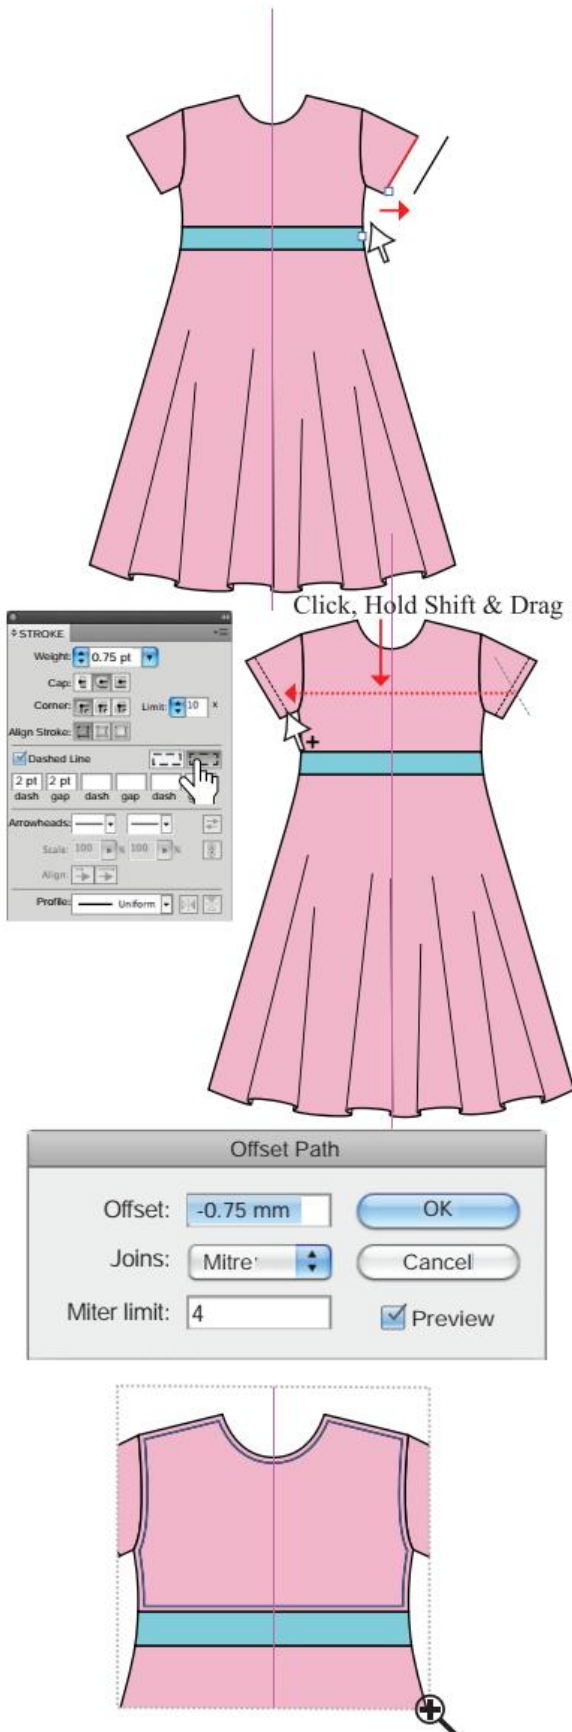 Click, Hold Shift & Drag
STROKE
Weight: 0.75 pt
Cap:
Corner: Limit: 10 x
Align Stroke:
Dashed Line
2 pt 2 pt
dash gap dash gap dash
Arrowheads:
Scale: 100 % 100 %
Align:
Profile: Uniform
Offset Path
Offset: -0.75 mm OK
Joins: Mitre Cancel
Miter limit: 4 Preview